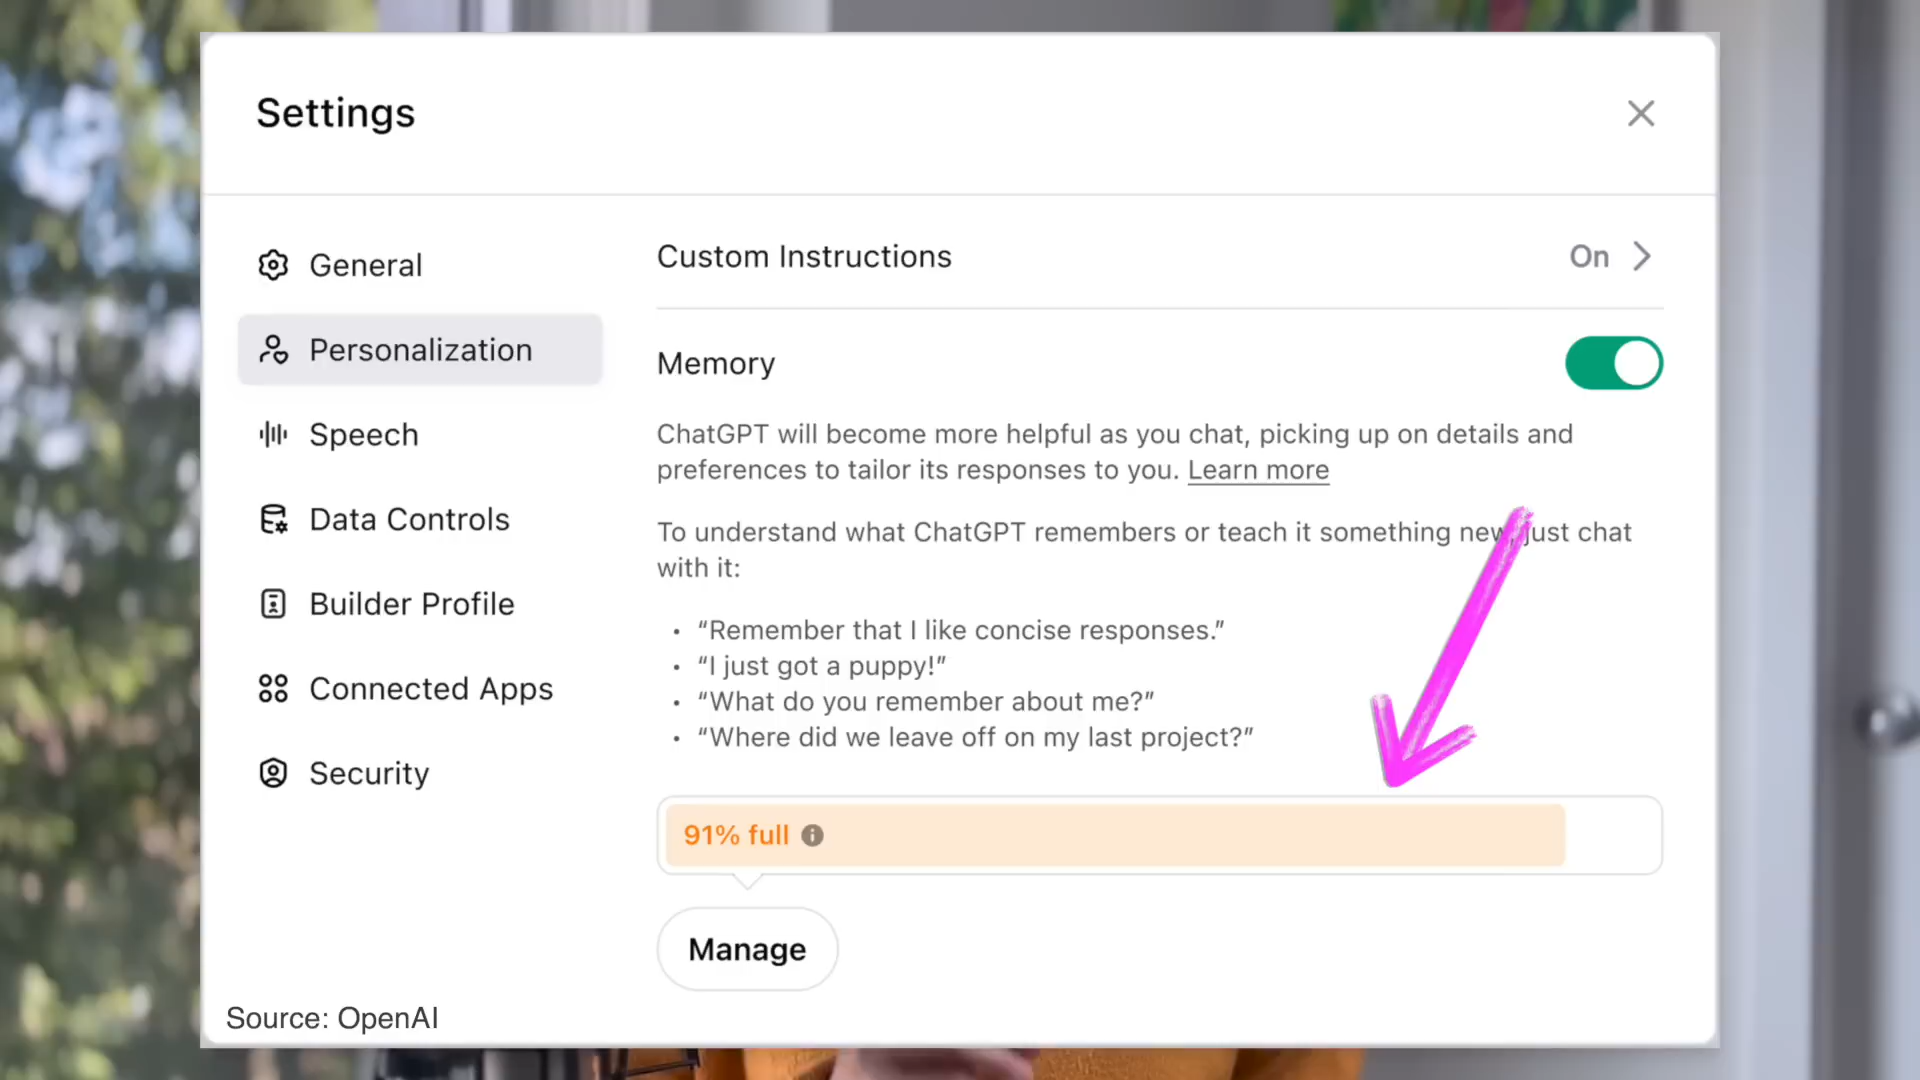 Settings
General
Personalization
Speech
Data Controls
Builder Profile
Connected Apps
Security
Custom Instructions
On
Memory
ChatGPT will become more helpful as you chat, picking up on details and
preferences to tailor its responses to you. Learn more
To understand what ChatGPT remembers or teach it something new, just chat
with it:
• “Remember that I like concise responses.”
• “I just got a puppy!”
• “What do you remember about me?”
• “Where did we leave off on my last project?”
91% full
Manage
Source: OpenAI